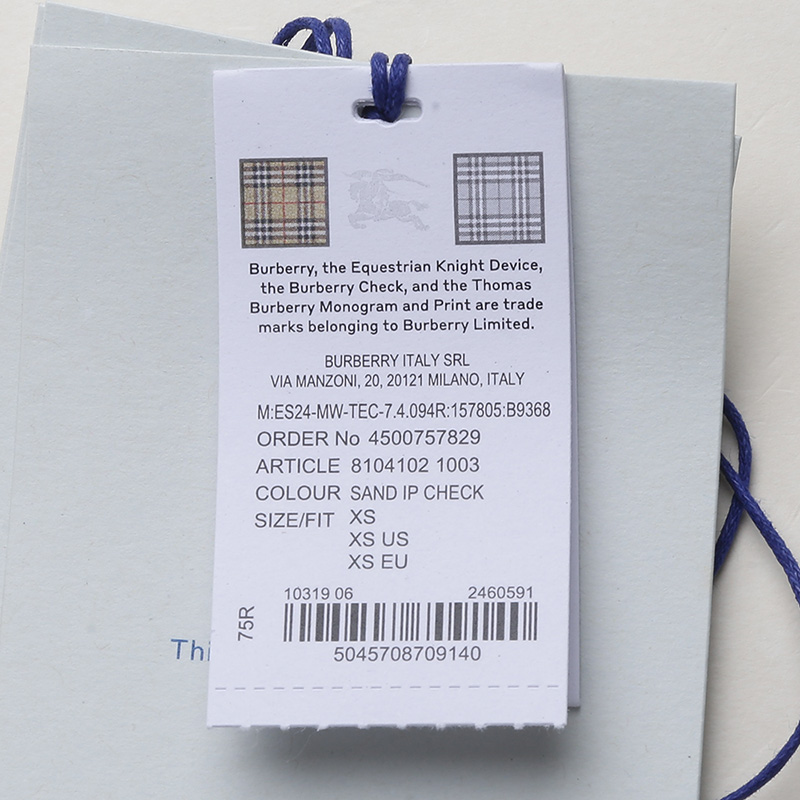 Burberry, the Equestrian Knight Device,
the Burberry Check, and the Thomas
Burberry Monogram and Print are trade
marks belonging to Burberry Limited.
BURBERRY ITALY SRL
VIA MANZONI, 20, 20121 MILANO, ITALY
M:ES24-MW-TEC-7.4.094R:157805:B9368
ORDER No 4500757829
ARTICLE 8104102 1003
COLOUR SAND IP CHECK
SIZE/FIT XS
XS US
XS EU
10319 06 2460591
75R
5045708709140
Thi